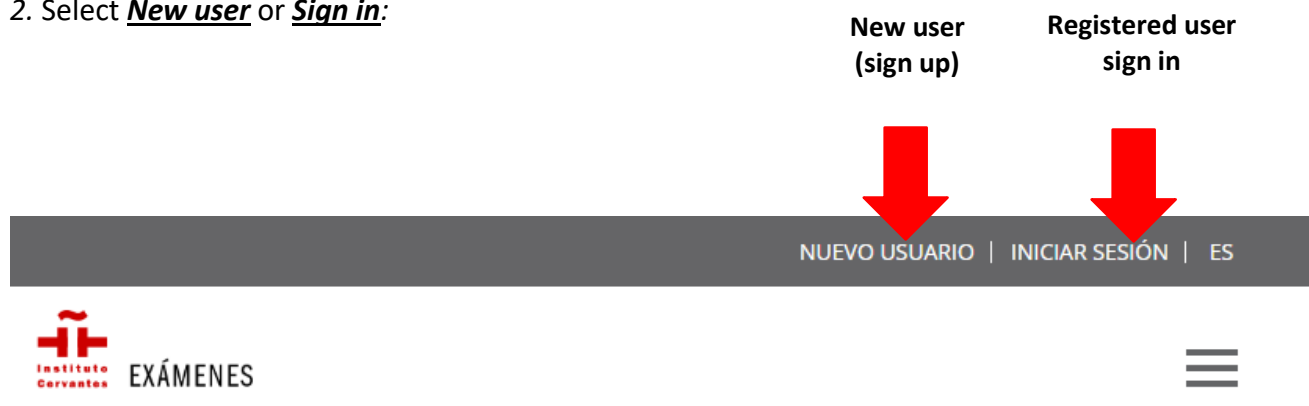 2. Select New user or Sign in:
New user
(sign up)
Registered user
sign in
NUEVO USUARIO | INICIAR SESIÓN | ES
Instituto
Cervantes
EXÁMENES